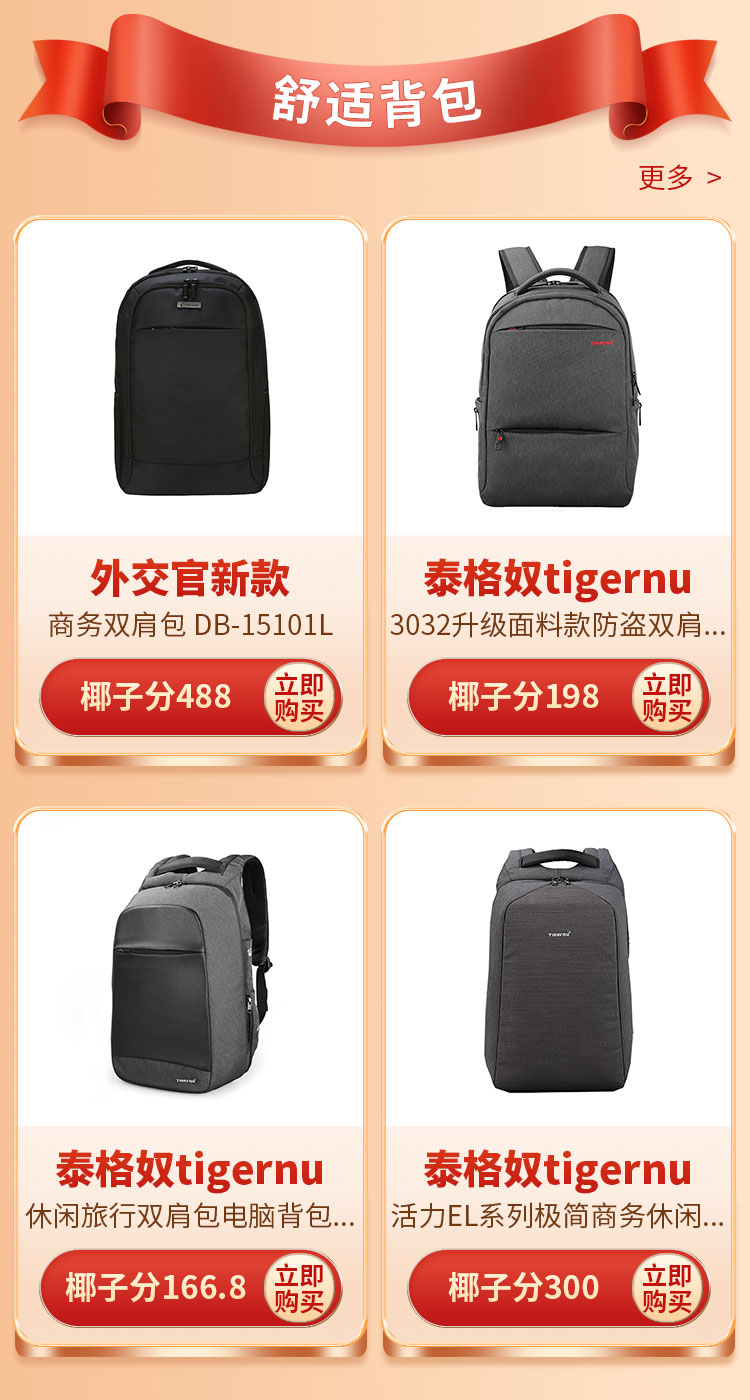 舒适背包
更多 >
TIGERNU
外交官新款
商务双肩包 DB-15101L
椰子分488
立即
购买
泰格奴tigernu
3032升级面料款防盗双肩...
椰子分198
立即
购买
TIGERNU
TIGERNU
泰格奴tigernu
休闲旅行双肩包电脑背包...
椰子分166.8
立即
购买
泰格奴tigernu
活力EL系列极简商务休闲...
椰子分300
立即
购买